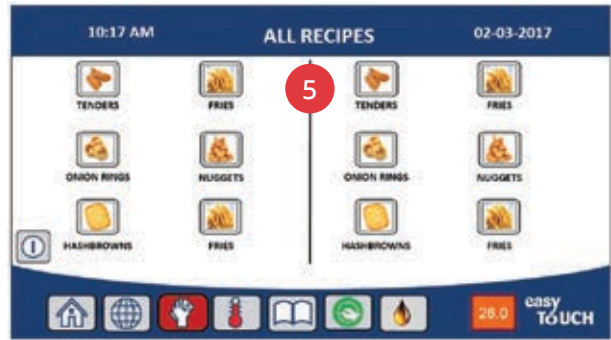 10:17 AM ALL RECIPES 02-03-2017
5
TENDERS FRIES TENDERS FRIES
ONION RINGS NUGGETS ONION RINGS NUGGETS
HASHBROWNS FRIES HASHBROWNS FRIES
26.0 easy TOUCH